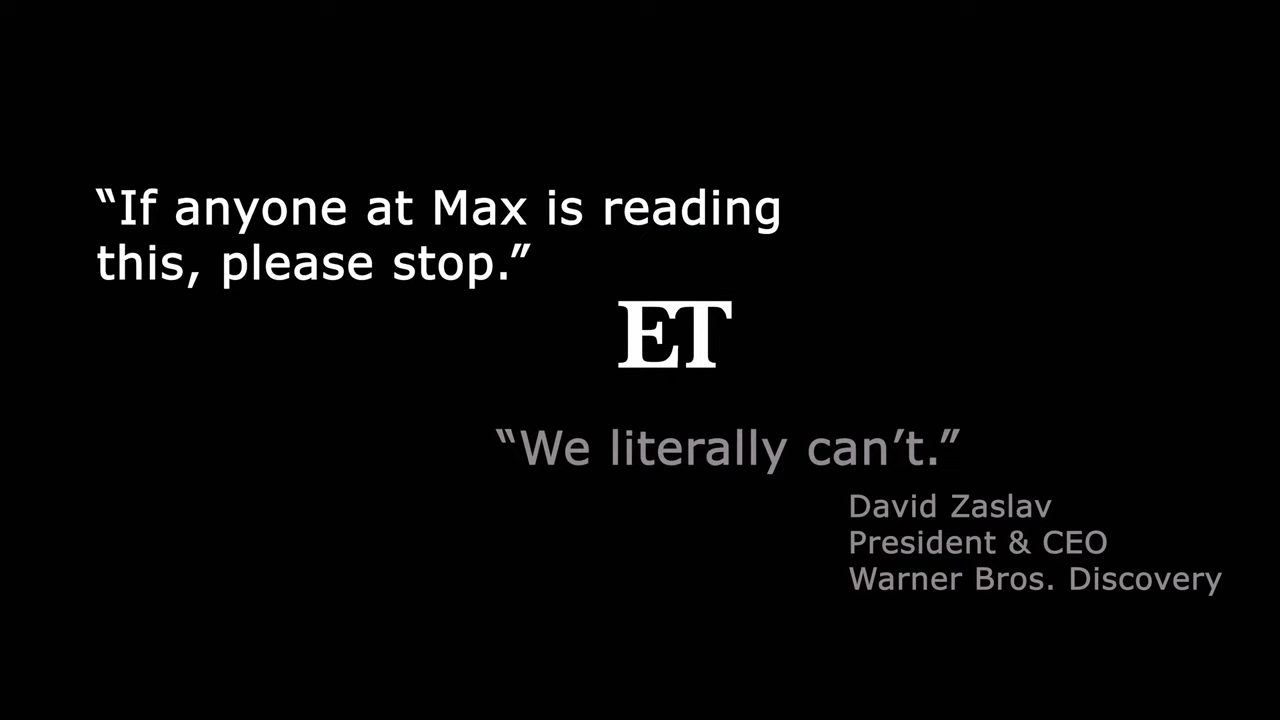 “If anyone at Max is reading
this, please stop.”
ET
“We literally can’t.”
David Zaslav
President & CEO
Warner Bros. Discovery